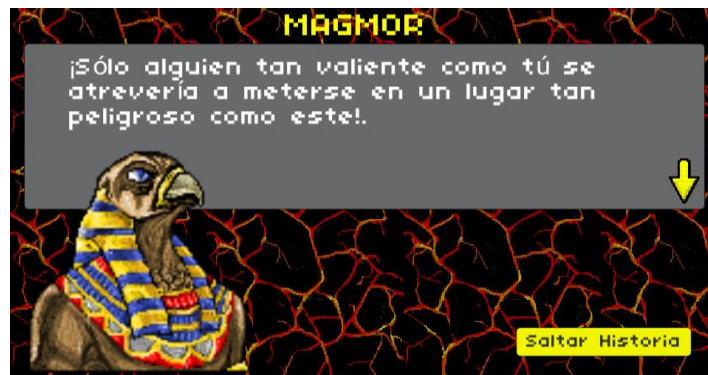 MAGMOR
¡Sólo alguien tan valiente como tú se
atrevería a meterse en un lugar tan
peligroso como este!.
Saltar Historia